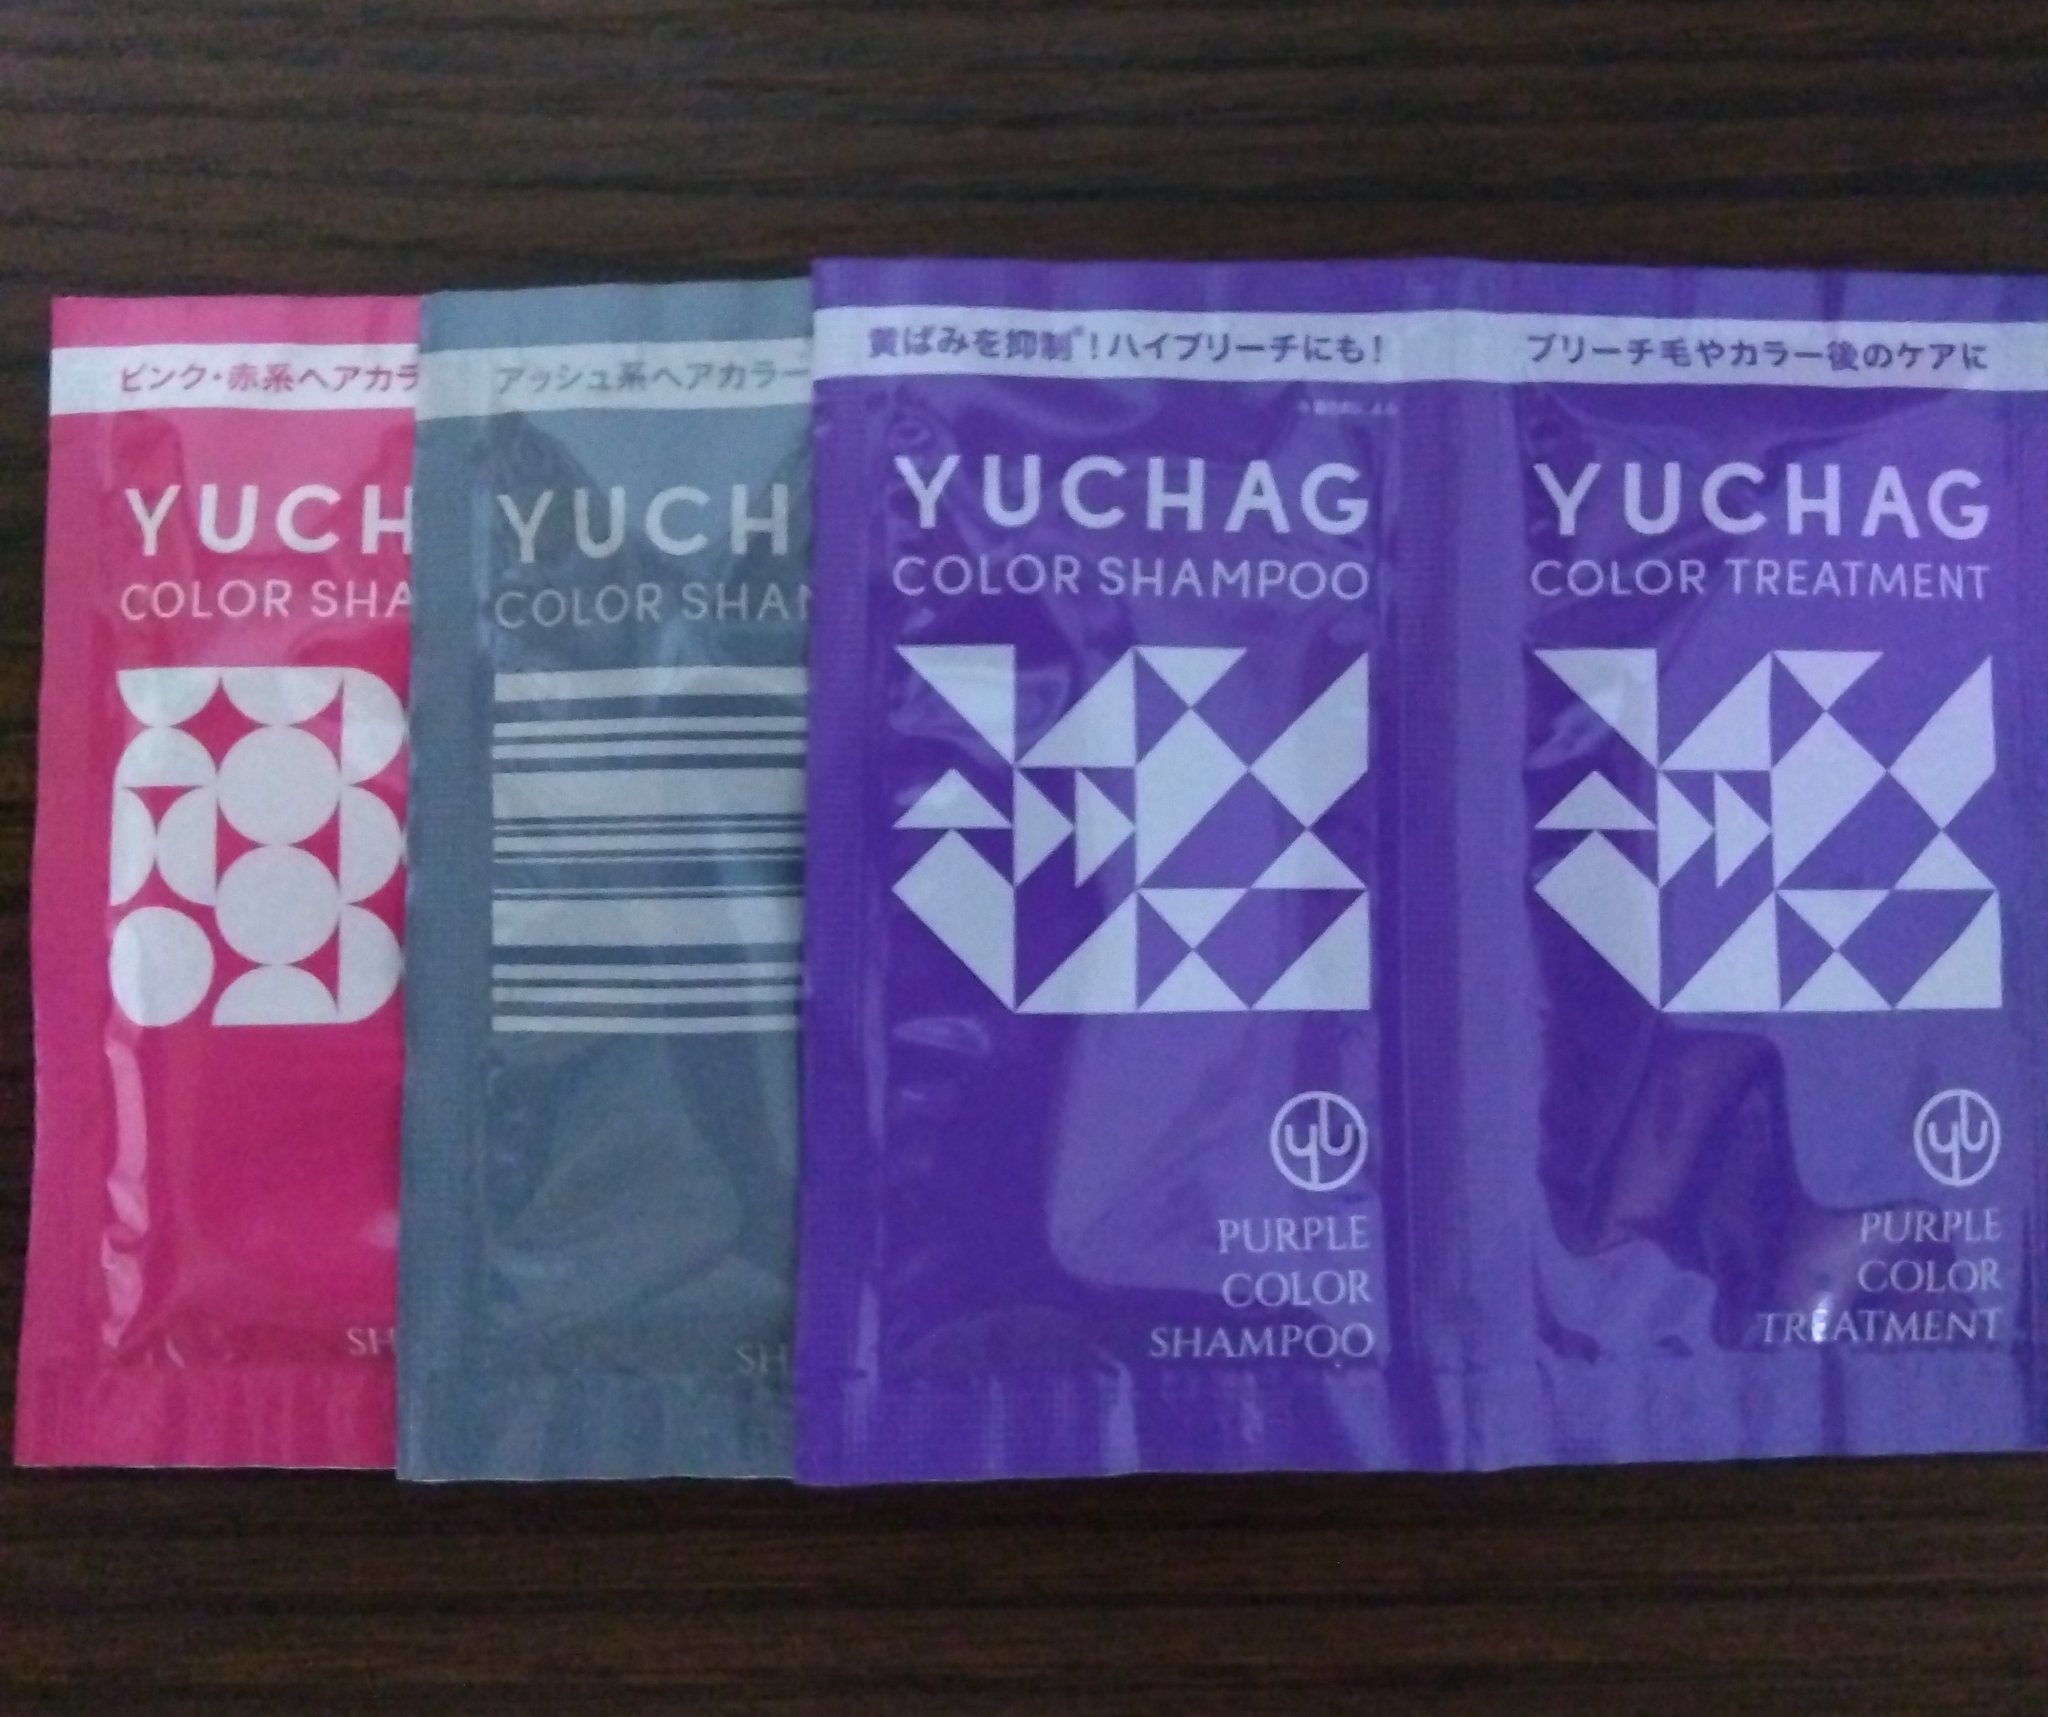 ピンク・赤系ヘアカラ
YUCH
COLOR SHA
SH
アッシュ系ヘアカラー
YUCH
COLOR SHA
SH
黄ばみを抑制※!ハイブリーチにも!
YUCHAG
COLOR SHAMPOO
yu
PURPLE
COLOR
SHAMPOO
ブリーチ毛やカラー後のケアに
YUCHAG
COLOR TREATMENT
yu
PURPLE
COLOR
TREATMENT